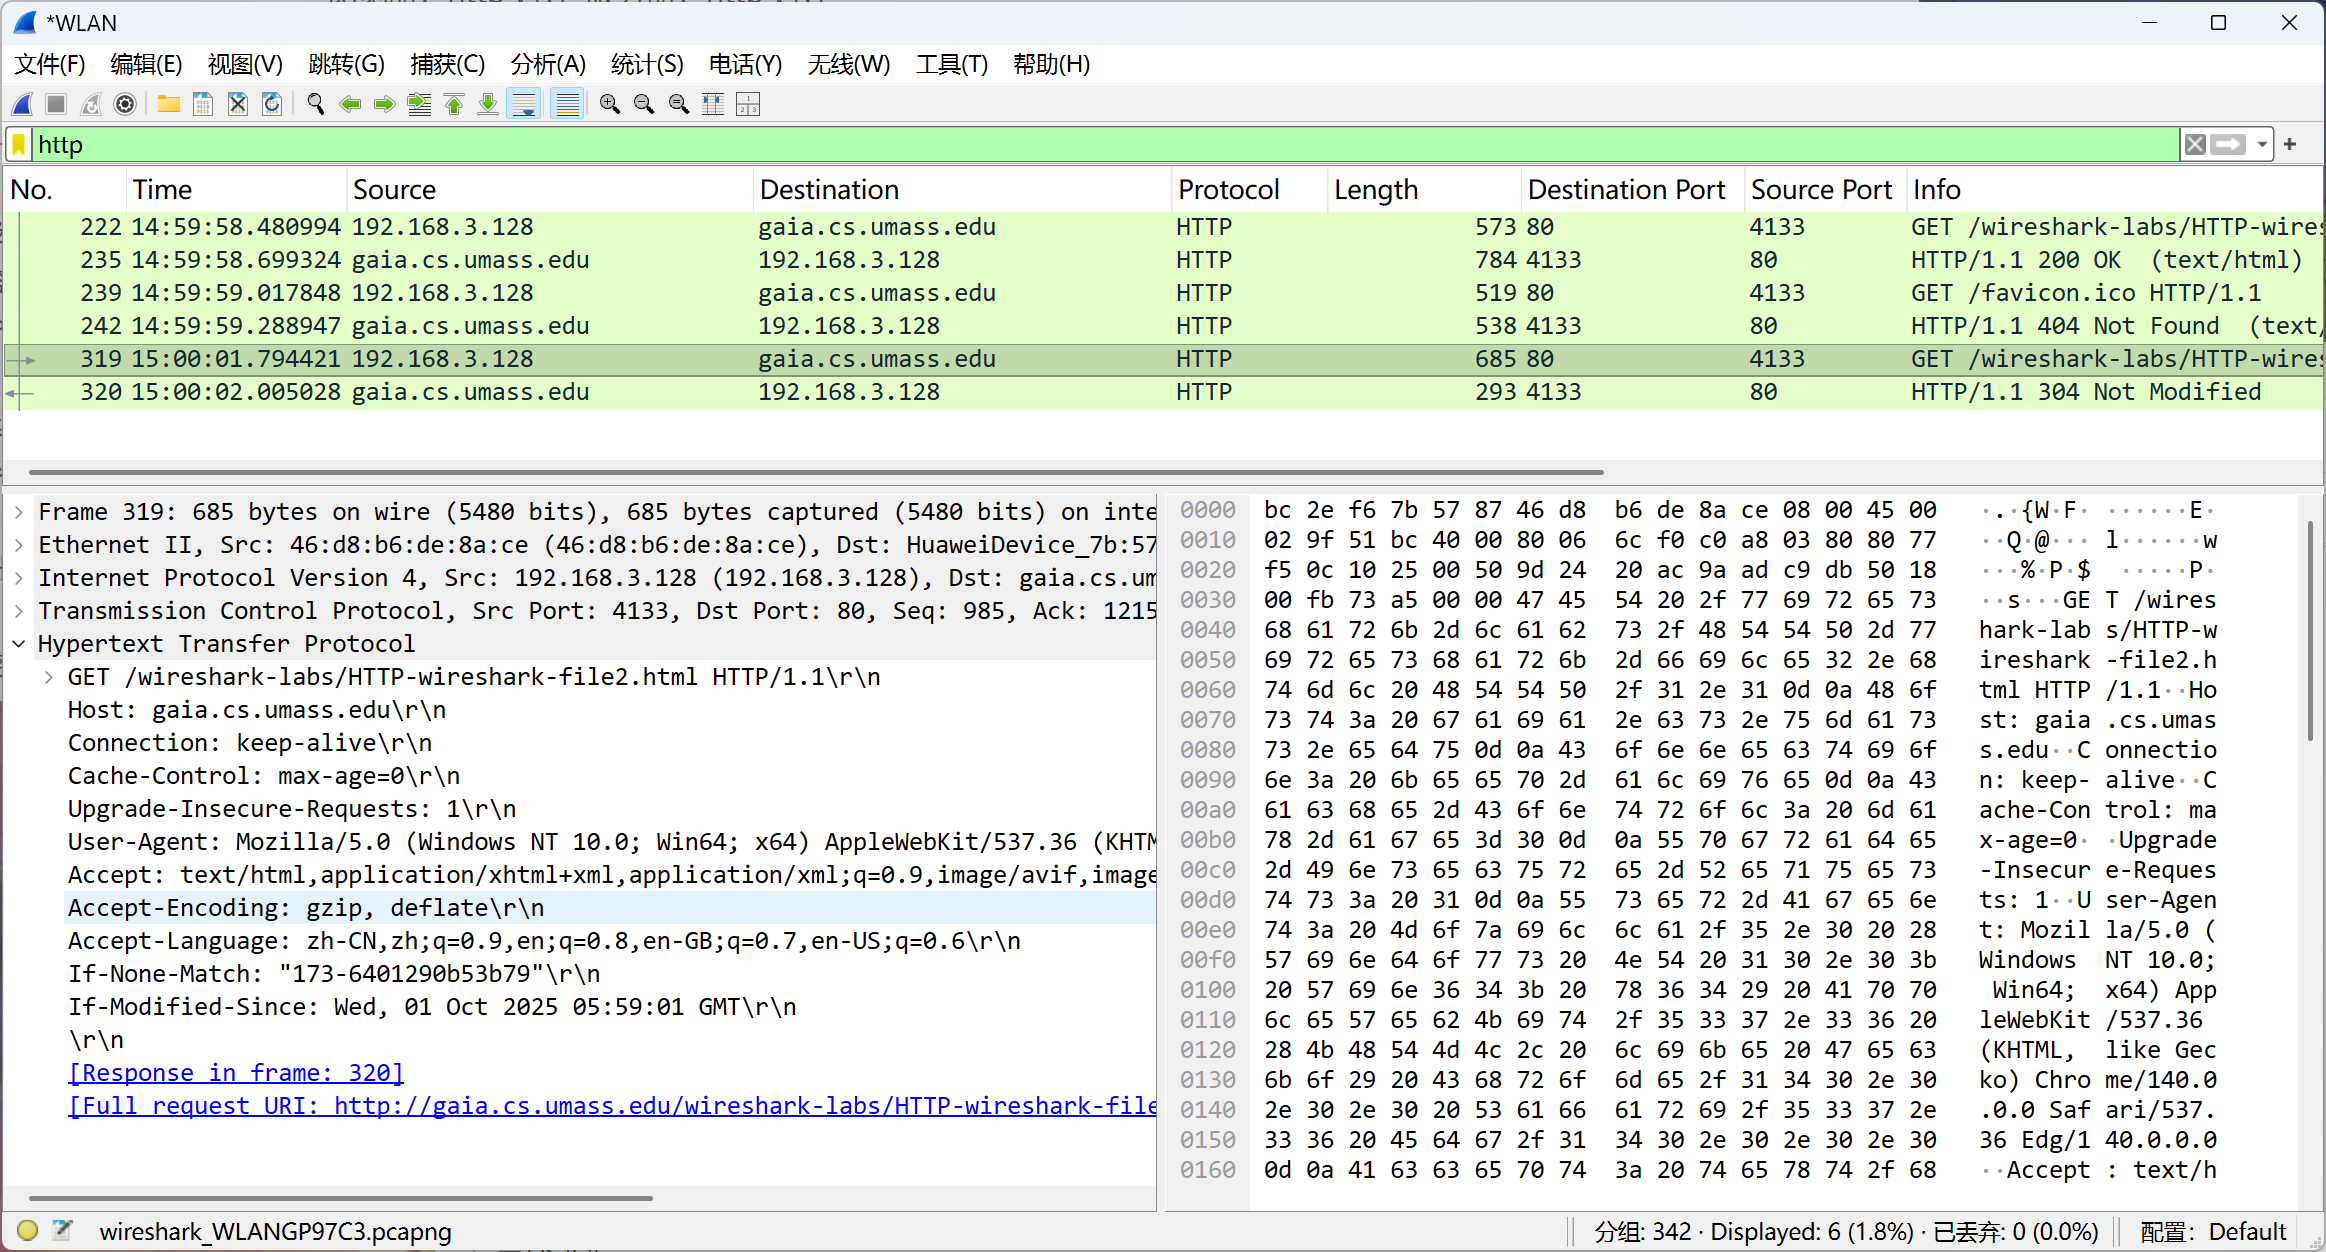 *WLAN
文件(F) 编辑(E) 视图(V) 跳转(G) 捕获(C) 分析(A) 统计(S) 电话(Y) 无线(W) 工具(T) 帮助(H)
http
No. Time Source Destination Protocol Length Destination Port Source Port Info
222 14:59:58.480994 192.168.3.128 gaia.cs.umass.edu HTTP 573 80 4133 GET /wireshark-labs/HTTP-wires
235 14:59:58.699324 gaia.cs.umass.edu 192.168.3.128 HTTP 784 4133 80 HTTP/1.1 200 OK  (text/html)
239 14:59:59.017848 192.168.3.128 gaia.cs.umass.edu HTTP 519 80 4133 GET /favicon.ico HTTP/1.1
242 14:59:59.288947 gaia.cs.umass.edu 192.168.3.128 HTTP 538 4133 80 HTTP/1.1 404 Not Found  (text/
319 15:00:01.794421 192.168.3.128 gaia.cs.umass.edu HTTP 685 80 4133 GET /wireshark-labs/HTTP-wires
320 15:00:02.005028 gaia.cs.umass.edu 192.168.3.128 HTTP 293 4133 80 HTTP/1.1 304 Not Modified
Frame 319: 685 bytes on wire (5480 bits), 685 bytes captured (5480 bits) on inte
Ethernet II, Src: 46:d8:b6:de:8a:ce (46:d8:b6:de:8a:ce), Dst: HuaweiDevice_7b:57
Internet Protocol Version 4, Src: 192.168.3.128 (192.168.3.128), Dst: gaia.cs.um
Transmission Control Protocol, Src Port: 4133, Dst Port: 80, Seq: 985, Ack: 1215
Hypertext Transfer Protocol
GET /wireshark-labs/HTTP-wireshark-file2.html HTTP/1.1\r\n
Host: gaia.cs.umass.edu\r\n
Connection: keep-alive\r\n
Cache-Control: max-age=0\r\n
Upgrade-Insecure-Requests: 1\r\n
User-Agent: Mozilla/5.0 (Windows NT 10.0; Win64; x64) AppleWebKit/537.36 (KHTM
Accept: text/html,application/xhtml+xml,application/xml;q=0.9,image/avif,image
Accept-Encoding: gzip, deflate\r\n
Accept-Language: zh-CN,zh;q=0.9,en;q=0.8,en-GB;q=0.7,en-US;q=0.6\r\n
If-None-Match: "173-6401290b53b79"\r\n
If-Modified-Since: Wed, 01 Oct 2025 05:59:01 GMT\r\n
\r\n
[Response in frame: 320]
[Full request URI: http://gaia.cs.umass.edu/wireshark-labs/HTTP-wireshark-file
0000 bc 2e f6 7b 57 87 46 d8 b6 de 8a ce 08 00 45 00 ·.·{W·F· ······E·
0010 02 9f 51 bc 40 00 80 06 6c f0 c0 a8 03 80 80 77 ··Q·@··· l······w
0020 f5 0c 10 25 00 50 9d 24 20 ac 9a ad c9 db 50 18 ···%·P·$ ·····P·
0030 00 fb 73 a5 00 00 47 45 54 20 2f 77 69 72 65 73 ··s···GE T /wires
0040 68 61 72 6b 2d 6c 61 62 73 2f 48 54 54 50 2d 77 hark-lab s/HTTP-w
0050 69 72 65 73 68 61 72 6b 2d 66 69 6c 65 32 2e 68 ireshark -file2.h
0060 74 6d 6c 20 48 54 54 50 2f 31 2e 31 0d 0a 48 6f tml HTTP /1.1··Ho
0070 73 74 3a 20 67 61 69 61 2e 63 73 2e 75 6d 61 73 st: gaia .cs.umas
0080 73 2e 65 64 75 0d 0a 43 6f 6e 6e 65 63 74 69 6f s.edu··C onnectio
0090 6e 3a 20 6b 65 65 70 2d 61 6c 69 76 65 0d 0a 43 n: keep- alive··C
00a0 61 63 68 65 2d 43 6f 6e 74 72 6f 6c 3a 20 6d 61 ache-Con trol: ma
00b0 78 2d 61 67 65 3d 30 0d 0a 55 70 67 72 61 64 65 x-age=0· ·Upgrade
00c0 2d 49 6e 73 65 63 75 72 65 2d 52 65 71 75 65 73 -Insecur e-Reques
00d0 74 73 3a 20 31 0d 0a 55 73 65 72 2d 41 67 65 6e ts: 1··U ser-Agen
00e0 74 3a 20 4d 6f 7a 69 6c 6c 61 2f 35 2e 30 20 28 t: Mozil la/5.0 (
00f0 57 69 6e 64 6f 77 73 20 4e 54 20 31 30 2e 30 3b Windows  NT 10.0;
0100 20 57 69 6e 36 34 3b 20 78 36 34 29 20 41 70 70  Win64;  x64) App
0110 6c 65 57 65 62 4b 69 74 2f 35 33 37 2e 33 36 20 leWebKit /537.36
0120 28 4b 48 54 4d 4c 2c 20 6c 69 6b 65 20 47 65 63 (KHTML,  like Gec
0130 6b 6f 29 20 43 68 72 6f 6d 65 2f 31 34 30 2e 30 ko) Chro me/140.0
0140 2e 30 2e 30 20 53 61 66 61 72 69 2f 35 33 37 2e .0.0 Saf ari/537.
0150 33 36 20 45 64 67 2f 31 34 30 2e 30 2e 30 2e 30 36 Edg/1 40.0.0.0
0160 0d 0a 41 63 63 65 70 74 3a 20 74 65 78 74 2f 68 ··Accept : text/h
wireshark_WLANGP97C3.pcapng 分组: 342 · Displayed: 6 (1.8%) · 已丢弃: 0 (0.0%) 配置： Default